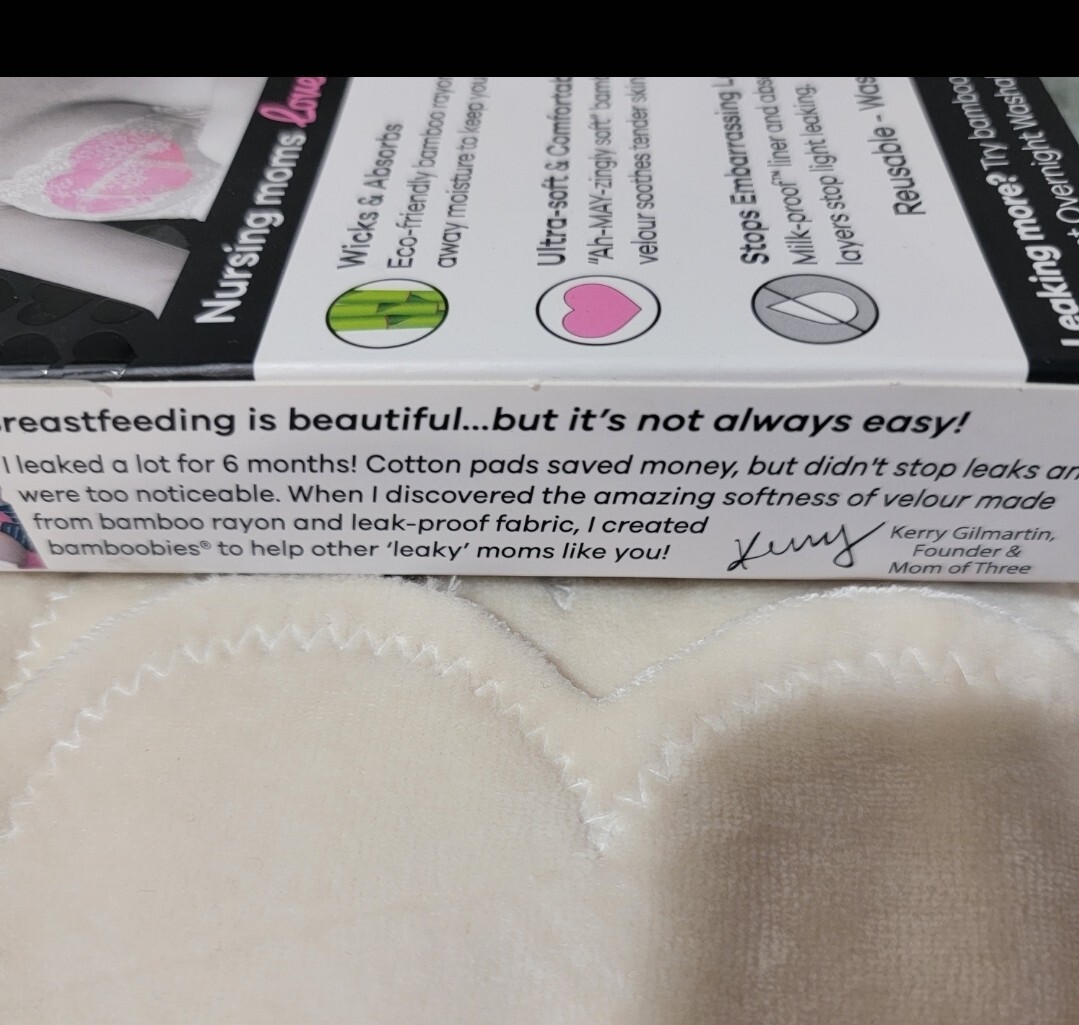 Nursing moms love
Wicks & Absorbs
Eco-friendly bamboo
away moisture to keep
Ultra-soft & Comfortab
"Ah-MAY-zingly soft" bam
velour soothes tender skin
Stops Embarrassing L
Milk-proof™ liner and abs
layers stop light leaking.
Reusable - Was
Leaking more? Try bamboo
Overnight Washa
reastfeeding is beautiful...but it's not always easy!
I leaked a lot for 6 months! Cotton pads saved money, but didn't stop leaks an
were too noticeable. When I discovered the amazing softness of velour made
from bamboo rayon and leak-proof fabric, I created
bamboobies® to help other 'leaky' moms like you!
Kerry
Kerry Gilmartin,
Founder &
Mom of Three